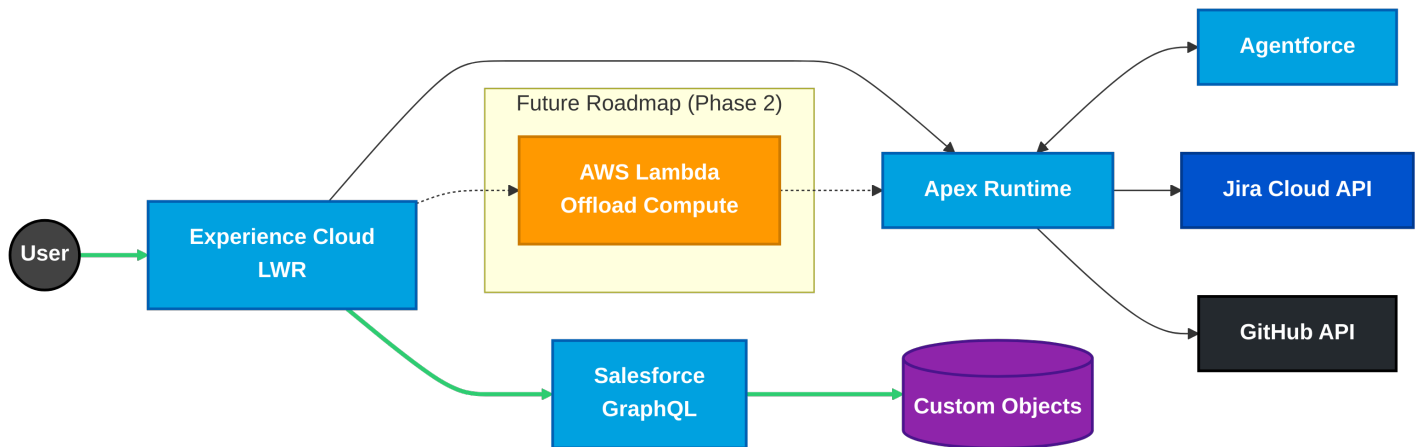 User
Experience Cloud
LWR
Future Roadmap (Phase 2)
AWS Lambda
Offload Compute
Salesforce
GraphQL
Apex Runtime
Custom Objects
Agentforce
Jira Cloud API
GitHub API